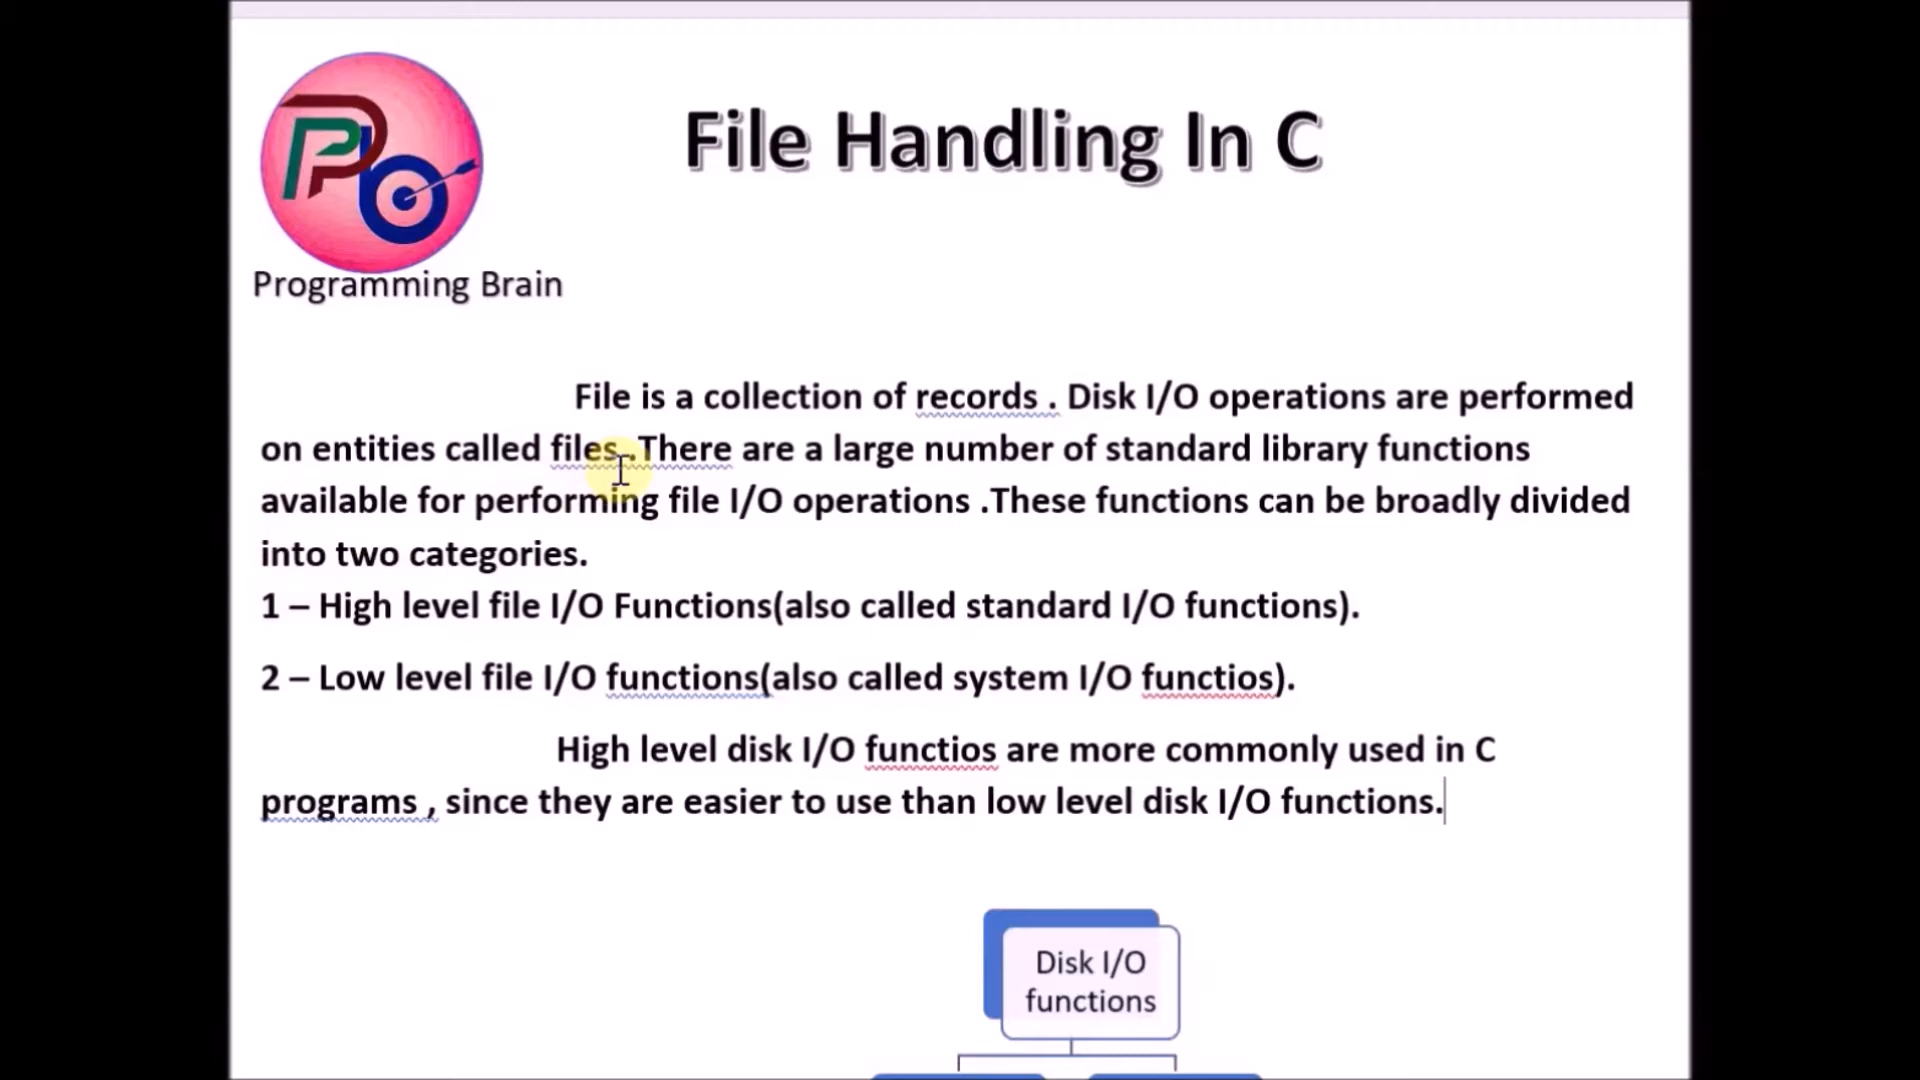 File Handling In C
Programming Brain
File is a collection of records . Disk I/O operations are performed
on entities called files .There are a large number of standard library functions
available for performing file I/O operations .These functions can be broadly divided
into two categories.
1 – High level file I/O Functions(also called standard I/O functions).
2 – Low level file I/O functions(also called system I/O functios).
High level disk I/O functios are more commonly used in C
programs , since they are easier to use than low level disk I/O functions.
Disk I/O
functions